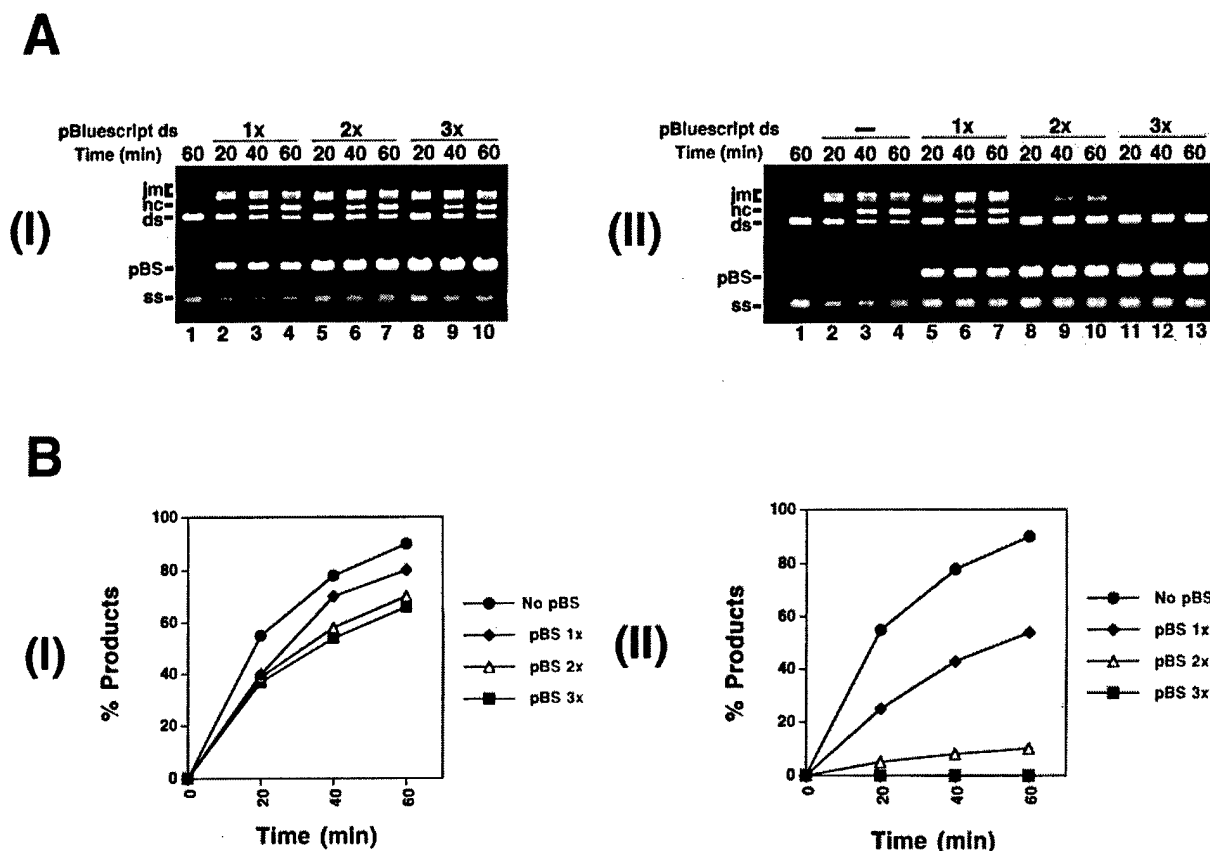 A
(I)
pBluescript ds 1x 2x 3x
Time (min) 60 20 40 60 20 40 60 20 40 60
jm
nc
ds
pBS
ss
1 2 3 4 5 6 7 8 9 10
(II)
pBluescript ds — 1x 2x 3x
Time (min) 60 20 40 60 20 40 60 20 40 60 20 40 60
jm
nc
ds
pBS
ss
1 2 3 4 5 6 7 8 9 10 11 12 13
B
(I)
% Products
100
80
60
40
20
0
0 20 40 60
Time (min)
No pBS
pBS 1x
pBS 2x
pBS 3x
(II)
% Products
100
80
60
40
20
0
0 20 40 60
Time (min)
No pBS
pBS 1x
pBS 2x
pBS 3x